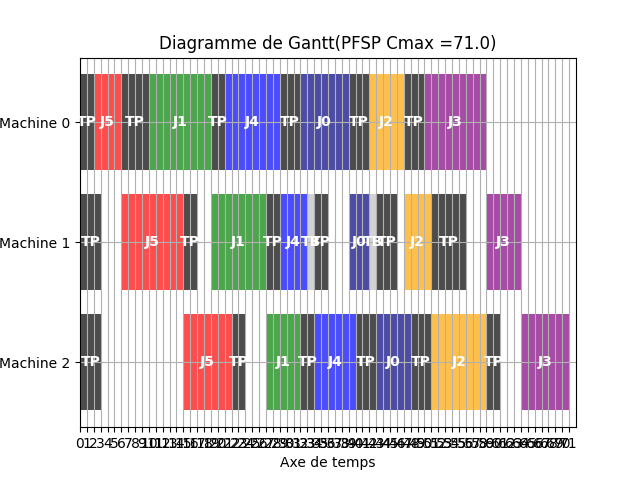 Diagramme de Gantt(PFSP Cmax =71.0)
Machine 0
TP J5 TP J1 TP J4 TP J0 TP J2 TP J3
Machine 1
TP J5 TP J1 TP J4 TB TP J0 TB TP J2 TP J3
Machine 2
TP J5 TP J1 TP J4 TP J0 TP J2 TP J3
Axe de temps